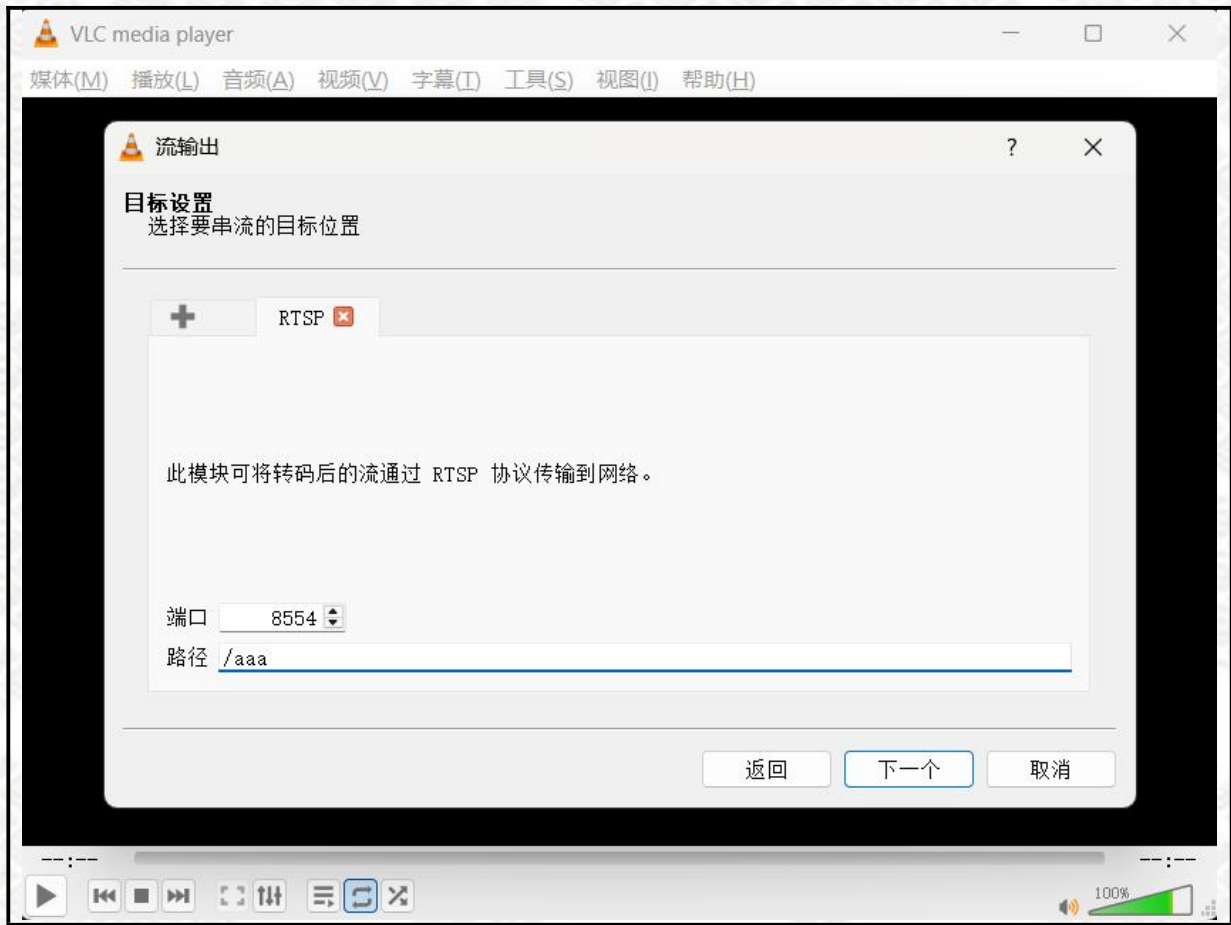 VLC media player
媒体(M) 播放(L) 音频(A) 视频(V) 字幕(T) 工具(S) 视图(I) 帮助(H)
流输出
?
目标设置
选择要串流的目标位置
RTSP
此模块可将转码后的流通过 RTSP 协议传输到网络。
端口 8554
路径 /aaa
返回 下一个 取消
--:-- --:--
100%